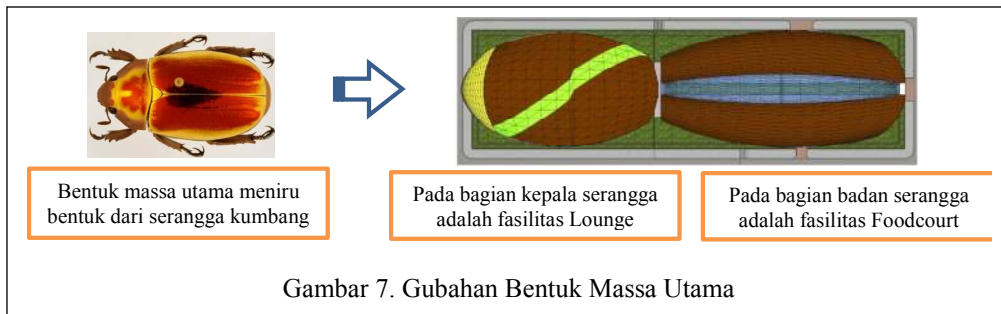 Bentuk massa utama meniru
bentuk dari serangga kumbang
Pada bagian kepala serangga
adalah fasilitas Lounge
Pada bagian badan serangga
adalah fasilitas Foodcourt
Gambar 7. Gubahan Bentuk Massa Utama